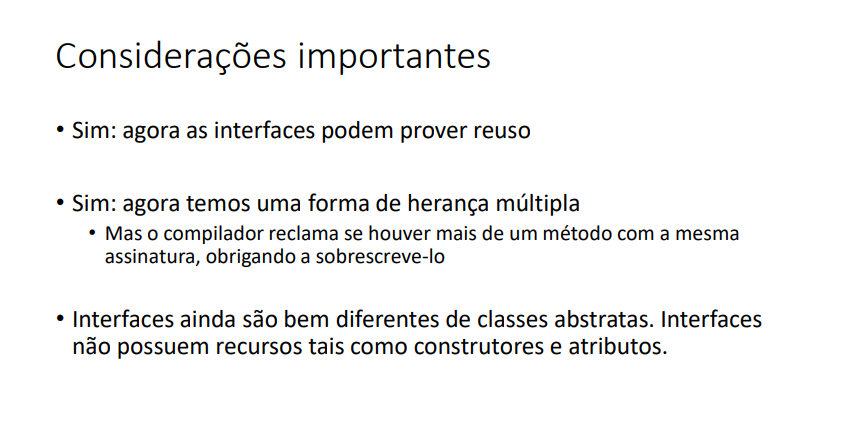 Considerações importantes
• Sim: agora as interfaces podem prover reuso
• Sim: agora temos uma forma de herança múltipla
• Mas o compilador reclama se houver mais de um método com a mesma
assinatura, obrigando a sobrescreve-lo
• Interfaces ainda são bem diferentes de classes abstratas. Interfaces
não possuem recursos tais como construtores e atributos.